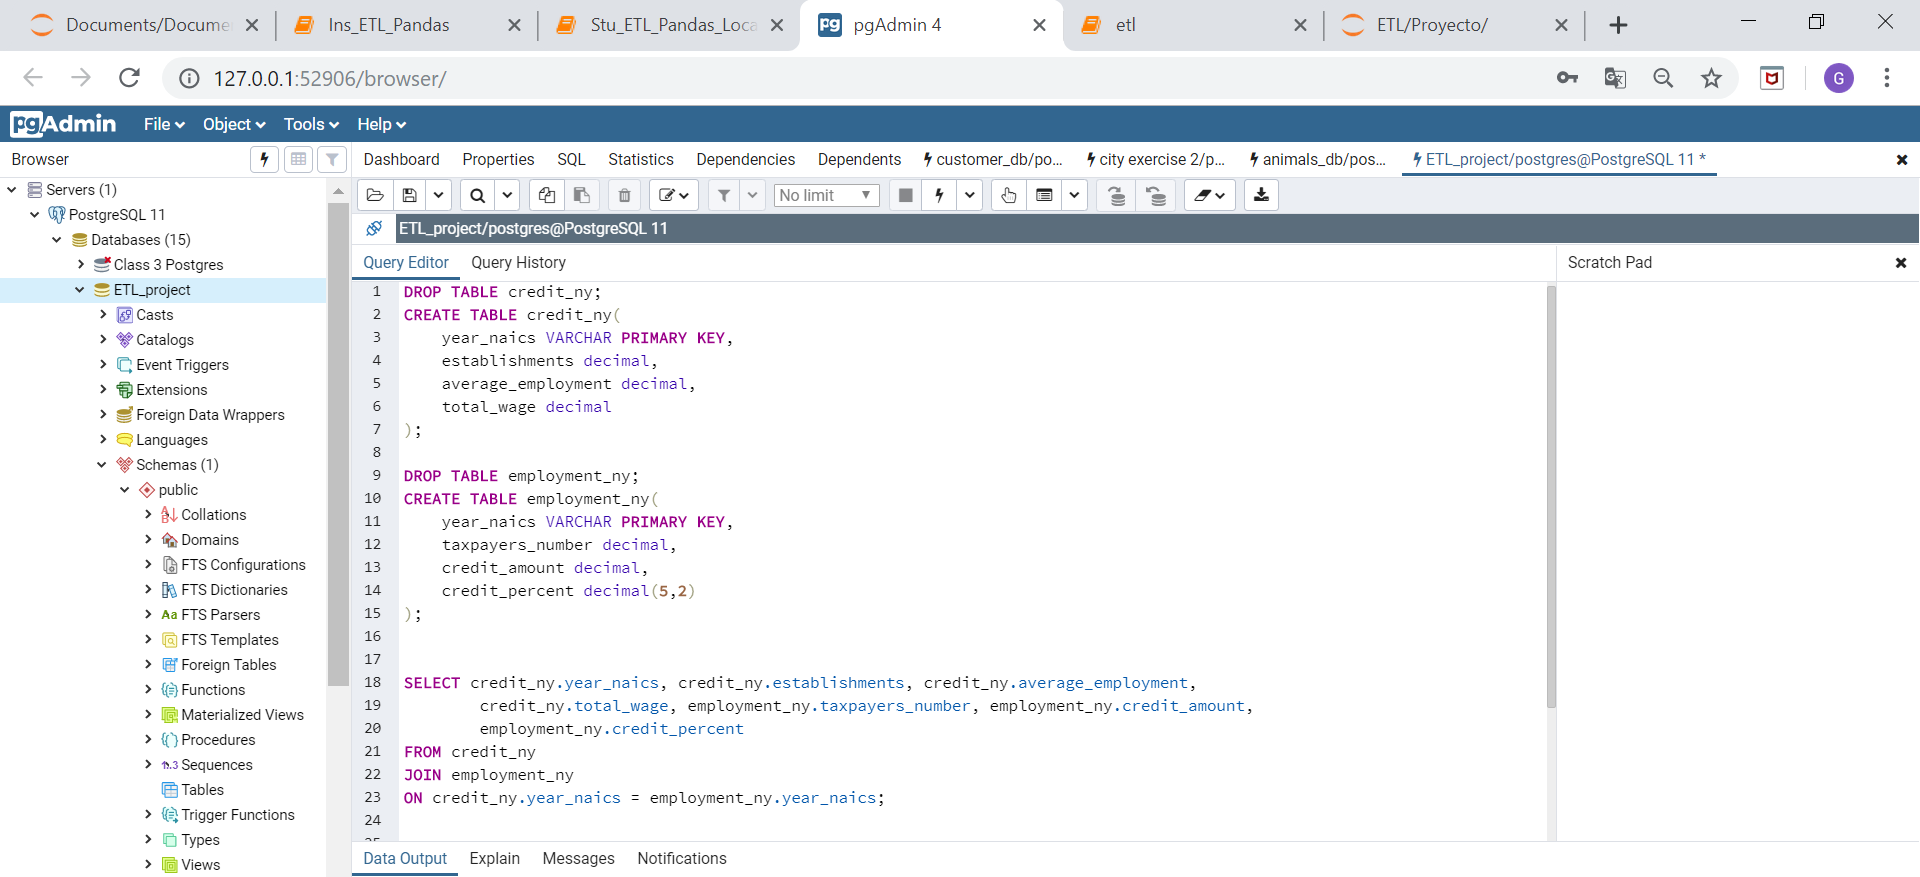 Documents/Docume
Ins_ETL_Pandas
Stu_ETL_Pandas_Loca
pgAdmin 4
etl
ETL/Proyecto/
127.0.0.1:52906/browser/
G
pgAdmin
File
Object
Tools
Help
Browser
Dashboard
Properties
SQL
Statistics
Dependencies
Dependents
customer_db/po...
city exercise 2/p...
animals_db/pos...
ETL_project/postgres@PostgreSQL 11 *
No limit
ETL_project/postgres@PostgreSQL 11
Servers (1)
PostgreSQL 11
Databases (15)
Class 3 Postgres
ETL_project
Casts
Catalogs
Event Triggers
Extensions
Foreign Data Wrappers
Languages
Schemas (1)
public
Collations
Domains
FTS Configurations
FTS Dictionaries
Aa FTS Parsers
FTS Templates
Foreign Tables
Functions
Materialized Views
Procedures
1..3 Sequences
Tables
Trigger Functions
Types
Views
Query Editor
Query History
Scratch Pad
1 DROP TABLE credit_ny;
2 CREATE TABLE credit_ny(
3 year_naics VARCHAR PRIMARY KEY,
4 establishments decimal,
5 average_employment decimal,
6 total_wage decimal
7 );
8
9 DROP TABLE employment_ny;
10 CREATE TABLE employment_ny(
11 year_naics VARCHAR PRIMARY KEY,
12 taxpayers_number decimal,
13 credit_amount decimal,
14 credit_percent decimal(5,2)
15 );
16
17
18 SELECT credit_ny.year_naics, credit_ny.establishments, credit_ny.average_employment,
19 credit_ny.total_wage, employment_ny.taxpayers_number, employment_ny.credit_amount,
20 employment_ny.credit_percent
21 FROM credit_ny
22 JOIN employment_ny
23 ON credit_ny.year_naics = employment_ny.year_naics;
24
25
Data Output
Explain
Messages
Notifications